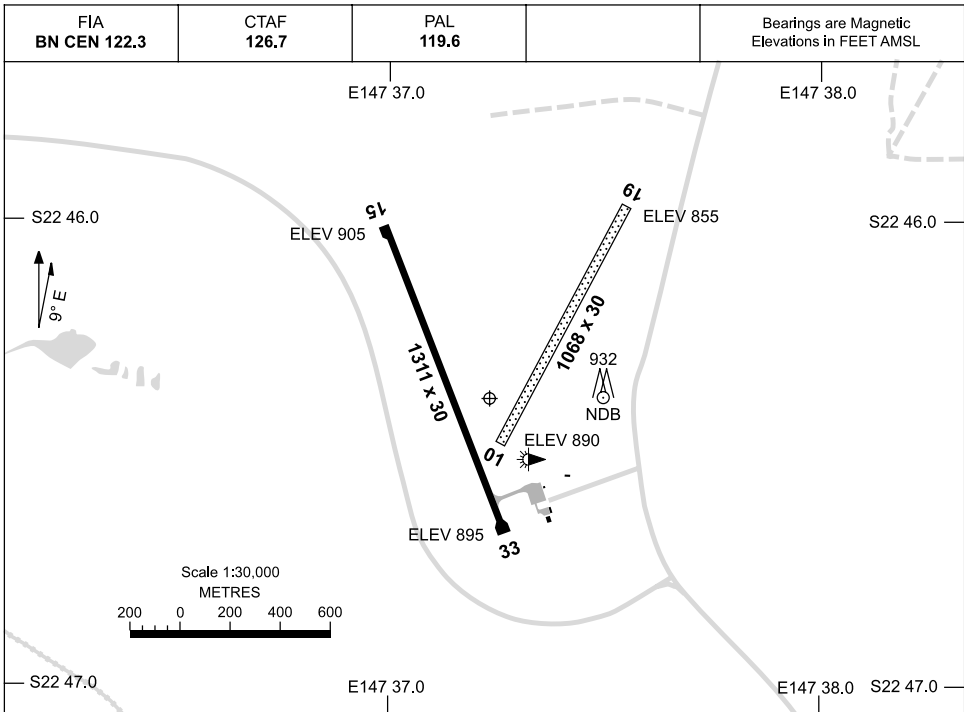 FIA
BN CEN 122.3
CTAF
126.7
PAL
119.6
Bearings are Magnetic
Elevations in FEET AMSL
E147 37.0
E147 38.0
S22 46.0
S22 46.0
15
19
ELEV 905
ELEV 855
9° E
1311 x 30
1068 x 30
932
NDB
01
ELEV 890
ELEV 895
33
Scale 1:30,000
METRES
200 0 200 400 600
S22 47.0
E147 37.0
E147 38.0
S22 47.0